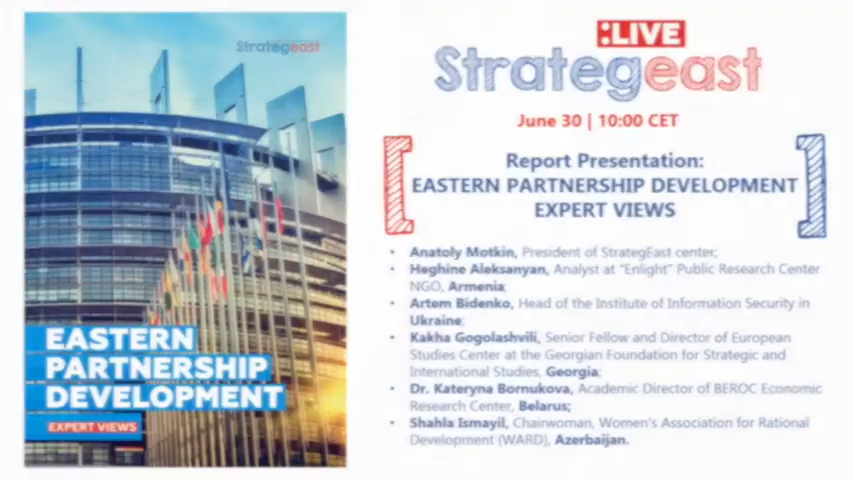 Strategeast
EASTERN
PARTNERSHIP
DEVELOPMENT
EXPERT VIEWS
:LIVE
Strategeast
June 30 | 10:00 CET
Report Presentation:
EASTERN PARTNERSHIP DEVELOPMENT
EXPERT VIEWS
• Anatoly Motkin, President of StrategEast center;
• Heghine Aleksanyan, Analyst at "Enlight" Public Research Center
NGO, Armenia;
• Artem Bidenko, Head of the Institute of Information Security in
Ukraine;
• Kakha Gogolashvili, Senior Fellow and Director of European
Studies Center at the Georgian Foundation for Strategic and
International Studies, Georgia;
• Dr. Kateryna Bornukova, Academic Director of BEROC Economic
Research Center, Belarus;
• Shahla Ismayil, Chairwoman, Women's Association for Rational
Development (WARD), Azerbaijan.